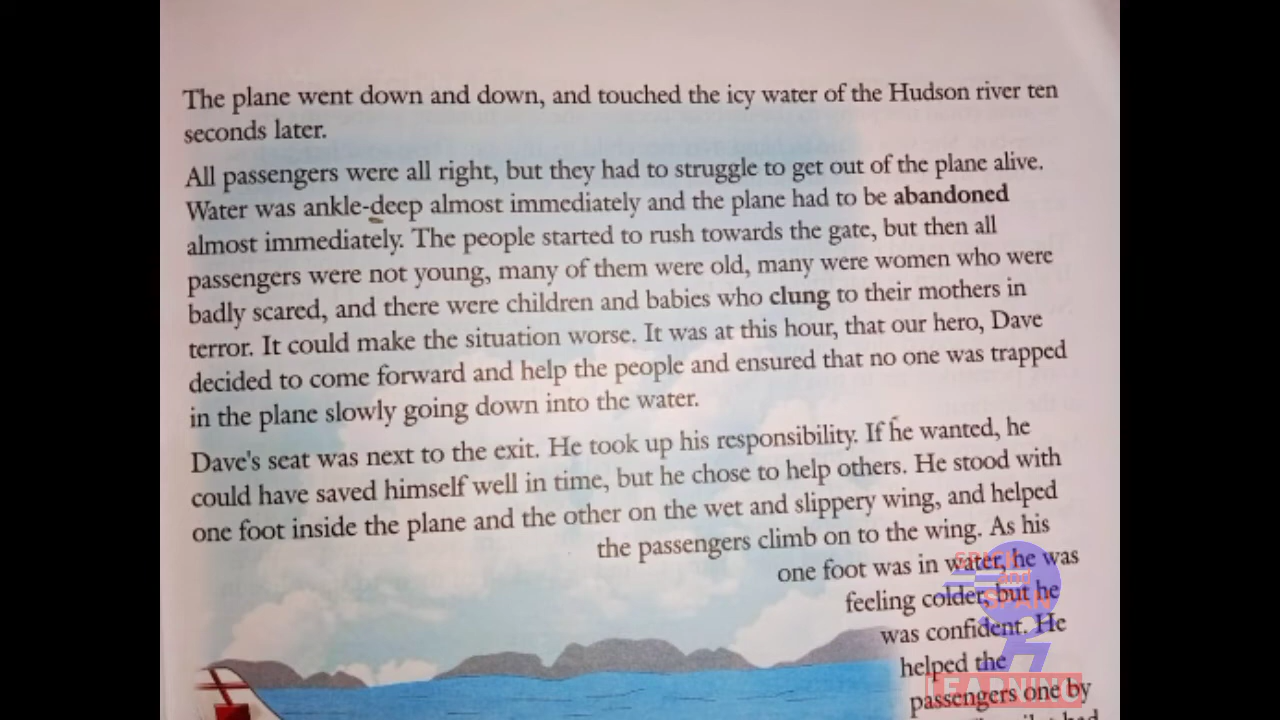 The plane went down and down, and touched the icy water of the Hudson river ten
seconds later.
All passengers were all right, but they had to struggle to get out of the plane alive.
Water was ankle-deep almost immediately and the plane had to be abandoned
almost immediately. The people started to rush towards the gate, but then all
passengers were not young, many of them were old, many were women who were
badly scared, and there were children and babies who clung to their mothers in
terror. It could make the situation worse. It was at this hour, that our hero, Dave
decided to come forward and help the people and ensured that no one was trapped
in the plane slowly going down into the water.
Dave's seat was next to the exit. He took up his responsibility. If he wanted, he
could have saved himself well in time, but he chose to help others. He stood with
one foot inside the plane and the other on the wet and slippery wing, and helped
the passengers climb on to the wing. As his
one foot was in water, he was
feeling colder, but he
was confident. He
helped the
passengers one by
SPICK
and
SPAN
LEARNING